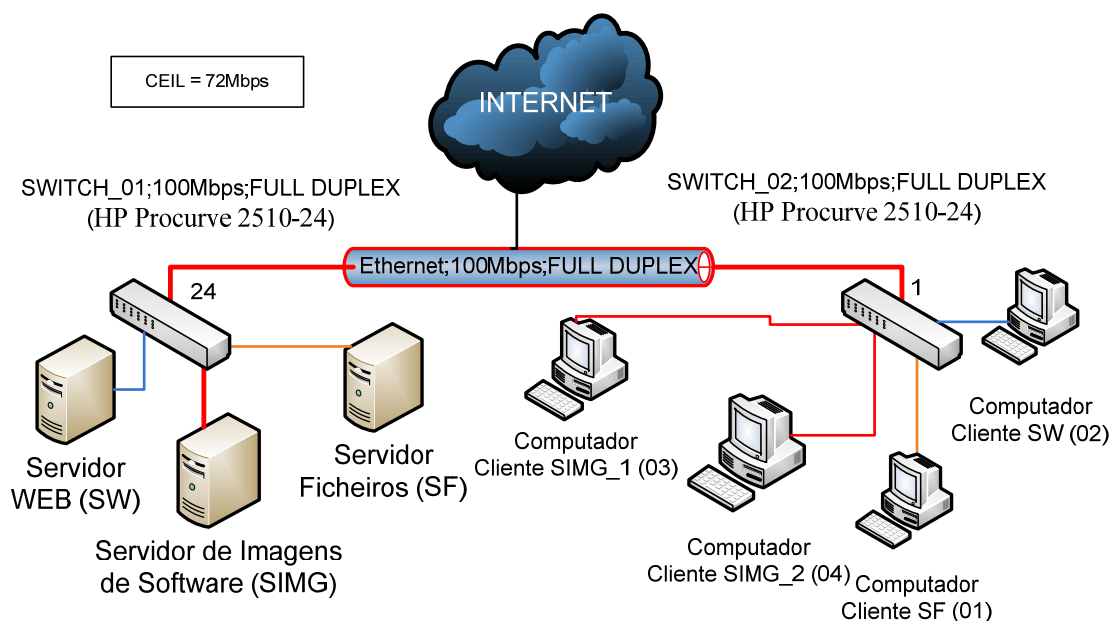 CEIL = 72Mbps
INTERNET
SWITCH_01;100Mbps;FULL DUPLEX
(HP Procurve 2510-24)
SWITCH_02;100Mbps;FULL DUPLEX
(HP Procurve 2510-24)
Ethernet;100Mbps;FULL DUPLEX
24
1
Servidor
WEB (SW)
Servidor de Imagens
de Software (SIMG)
Servidor
Ficheiros (SF)
Computador
Cliente SIMG_1 (03)
Computador
Cliente SIMG_2 (04)
Computador
Cliente SF (01)
Computador
Cliente SW (02)